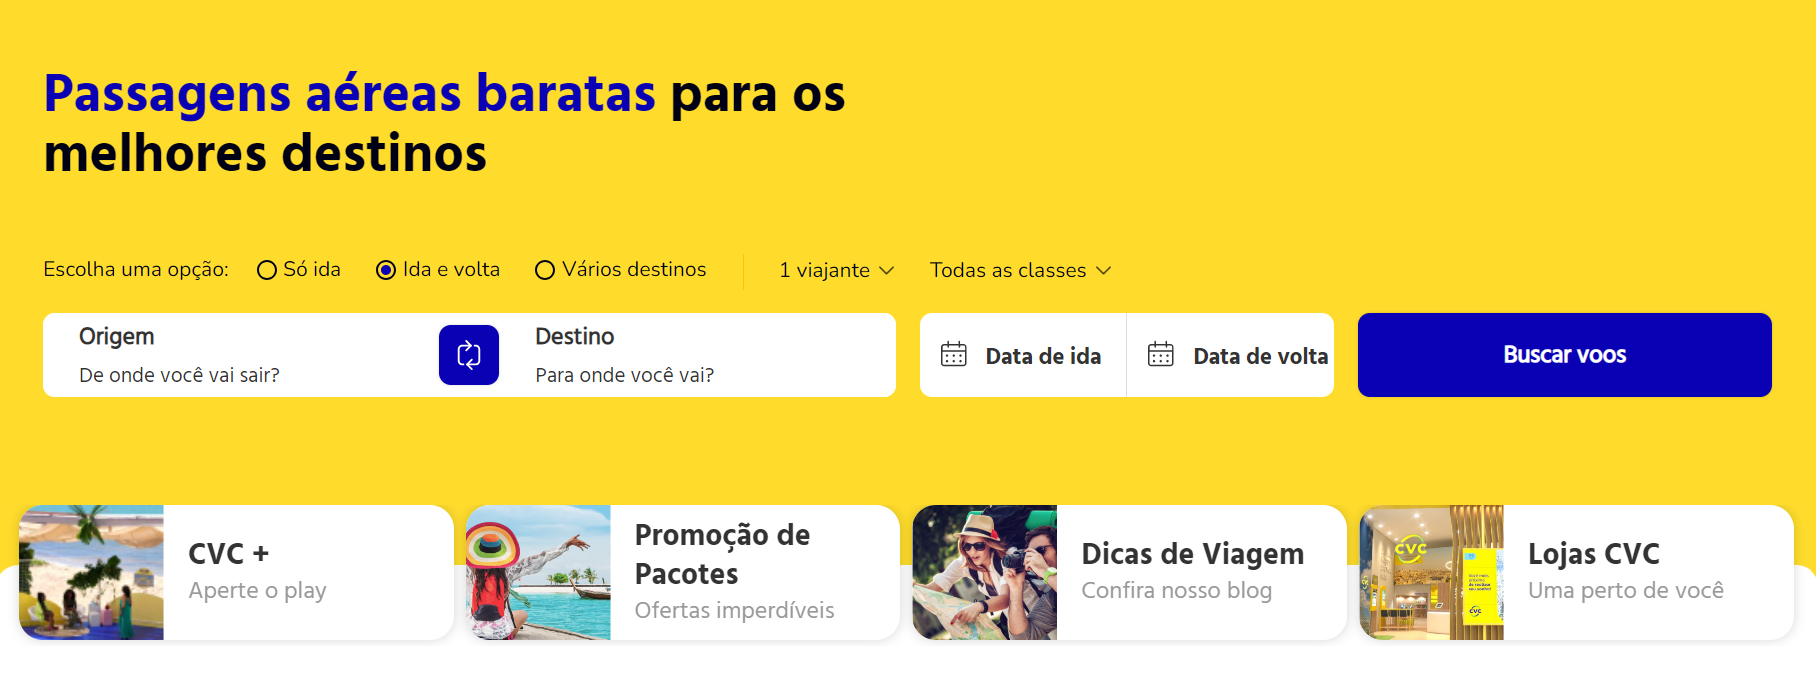 Passagens aéreas baratas para os
melhores destinos
Escolha uma opção: Só ida Ida e volta Vários destinos 1 viajante Todas as classes
Origem
De onde você vai sair?
Destino
Para onde você vai?
Data de ida
Data de volta
Buscar voos
CVC +
Aperte o play
Promoção de
Pacotes
Ofertas imperdíveis
Dicas de Viagem
Confira nosso blog
CVC
CVC
Lojas CVC
Uma perto de você